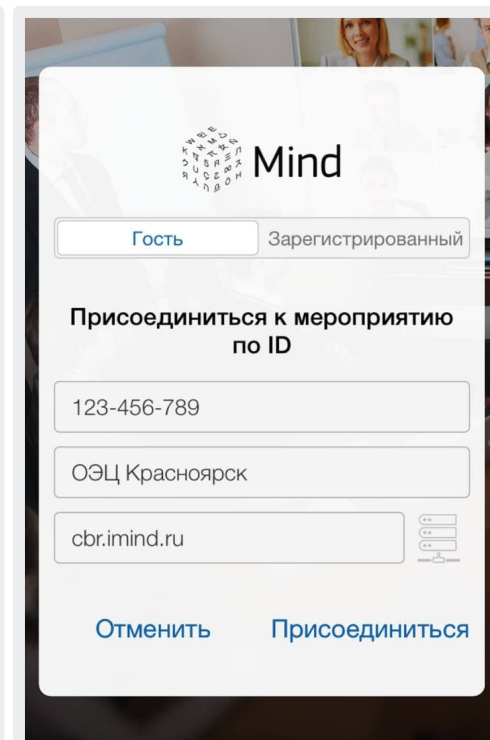 Mind
Гость
Зарегистрированный
Присоединиться к мероприятию
по ID
123-456-789
ОЭЦ Красноярск
cbr.imind.ru
Отменить
Присоединиться